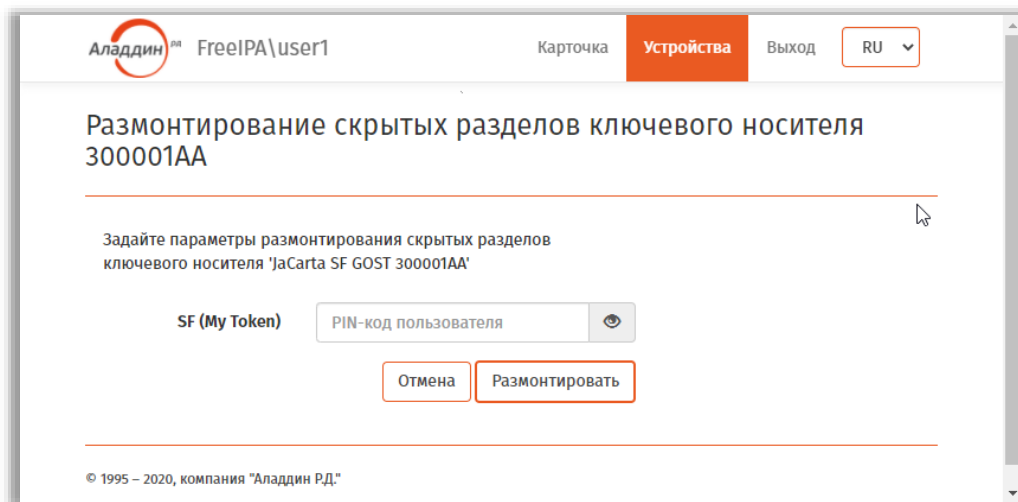 Аладдин РД FreeIPA\user1 Карточка Устройства Выход RU
Размонтирование скрытых разделов ключевого носителя
300001AA
Задайте параметры размонтирования скрытых разделов
ключевого носителя 'JaCarta SF GOST 300001AA'
SF (My Token) PIN-код пользователя
Отмена Размонтировать
© 1995 – 2020, компания "Аладдин Р.Д."